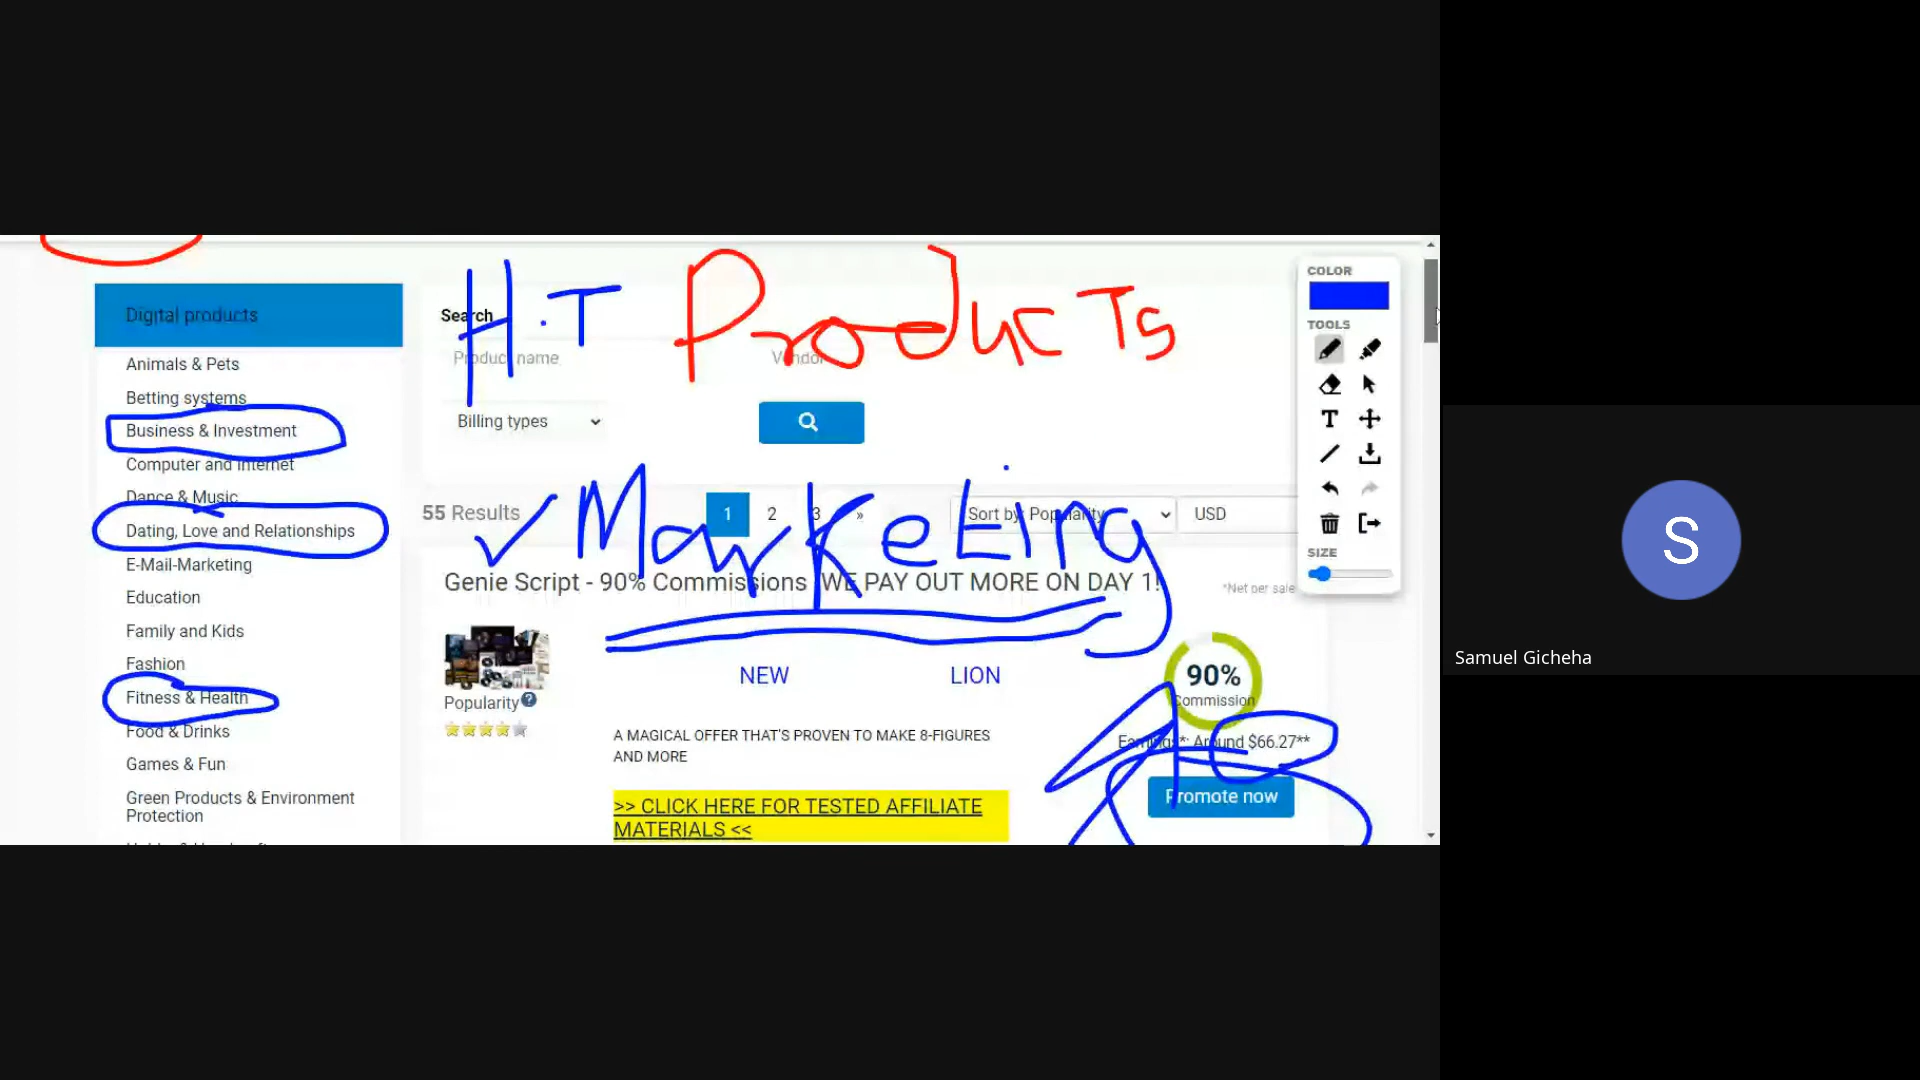 Digital products
Animals & Pets
Betting systems
Business & Investment
Computer and Internet
Dance & Music
Dating, Love and Relationships
E-Mail-Marketing
Education
Family and Kids
Fashion
Fitness & Health
Food & Drinks
Games & Fun
Green Products & Environment
Protection
H.T ProducTs
Search
Product name
Vendor
Billing types
55 Results
1 2 3 »
Sort by: Popularity
USD
✓ Marketing
Genie Script - 90% Commissions WE PAY OUT MORE ON DAY 1!
*Net per sale
Popularity
NEW LION
A MAGICAL OFFER THAT'S PROVEN TO MAKE 8-FIGURES
AND MORE
>> CLICK HERE FOR TESTED AFFILIATE
MATERIALS <<
90%
Commission
Earnings*: Around $66.27**
Promote now
COLOR
TOOLS
T
SIZE
S
Samuel Gicheha